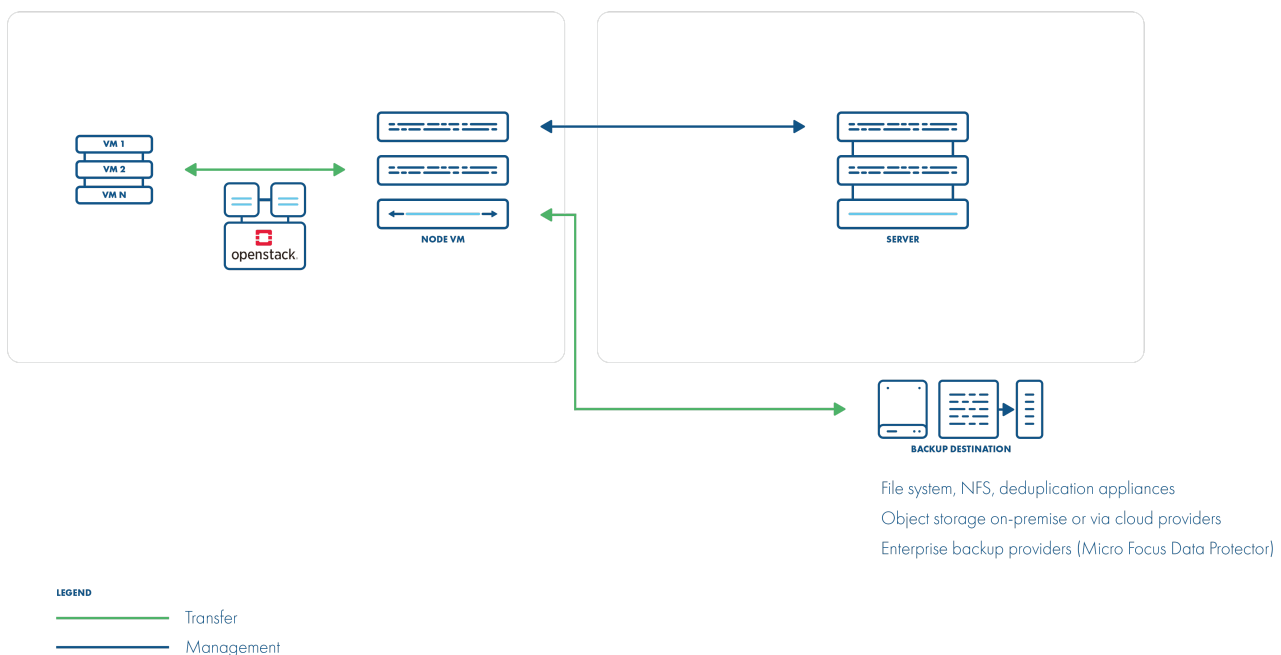 VM 1
VM 2
VM N
openstack.
NODE VM
SERVER
BACKUP DESTINATION
File system, NFS, deduplication appliances
Object storage on-premise or via cloud providers
Enterprise backup providers (Micro Focus Data Protector)
LEGEND
Transfer
Management